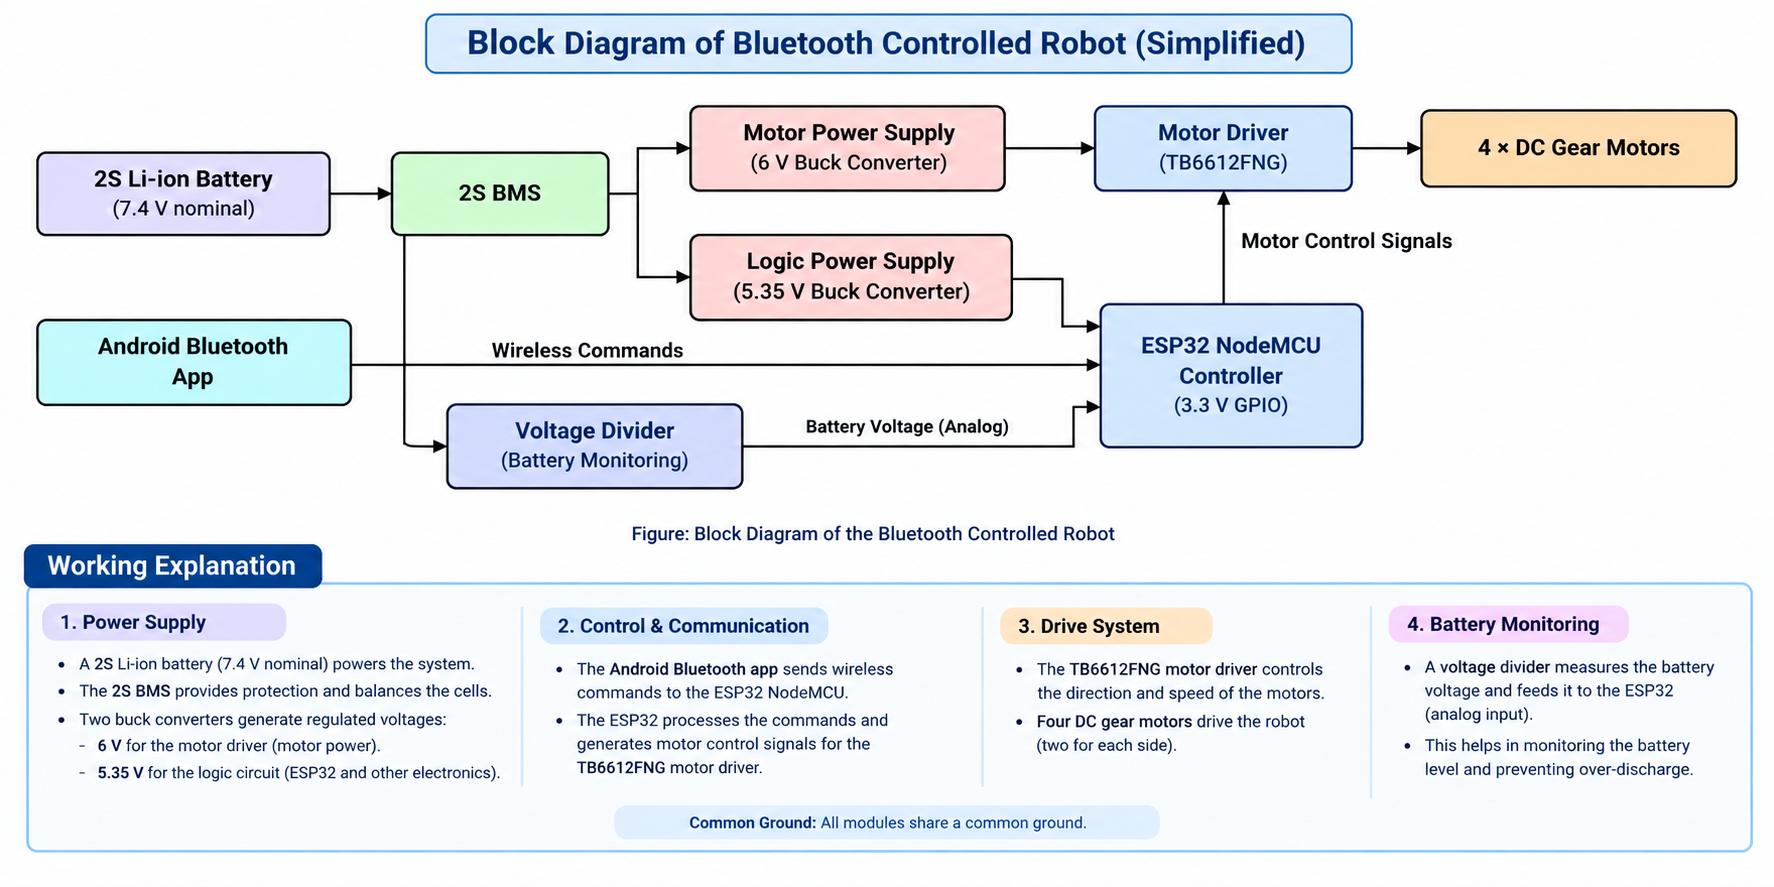 Block Diagram of Bluetooth Controlled Robot (Simplified)
2S Li-ion Battery
(7.4 V nominal)
2S BMS
Motor Power Supply
(6 V Buck Converter)
Motor Driver
(TB6612FNG)
4 × DC Gear Motors
Motor Control Signals
Logic Power Supply
(5.35 V Buck Converter)
Android Bluetooth
App
Wireless Commands
ESP32 NodeMCU
Controller
(3.3 V GPIO)
Voltage Divider
(Battery Monitoring)
Battery Voltage (Analog)
Figure: Block Diagram of the Bluetooth Controlled Robot
Working Explanation
1. Power Supply
• A 2S Li-ion battery (7.4 V nominal) powers the system.
• The 2S BMS provides protection and balances the cells.
• Two buck converters generate regulated voltages:
- 6 V for the motor driver (motor power).
- 5.35 V for the logic circuit (ESP32 and other electronics).
2. Control & Communication
• The Android Bluetooth app sends wireless
commands to the ESP32 NodeMCU.
• The ESP32 processes the commands and
generates motor control signals for the
TB6612FNG motor driver.
3. Drive System
• The TB6612FNG motor driver controls
the direction and speed of the motors.
• Four DC gear motors drive the robot
(two for each side).
4. Battery Monitoring
• A voltage divider measures the battery
voltage and feeds it to the ESP32
(analog input).
• This helps in monitoring the battery
level and preventing over-discharge.
Common Ground: All modules share a common ground.